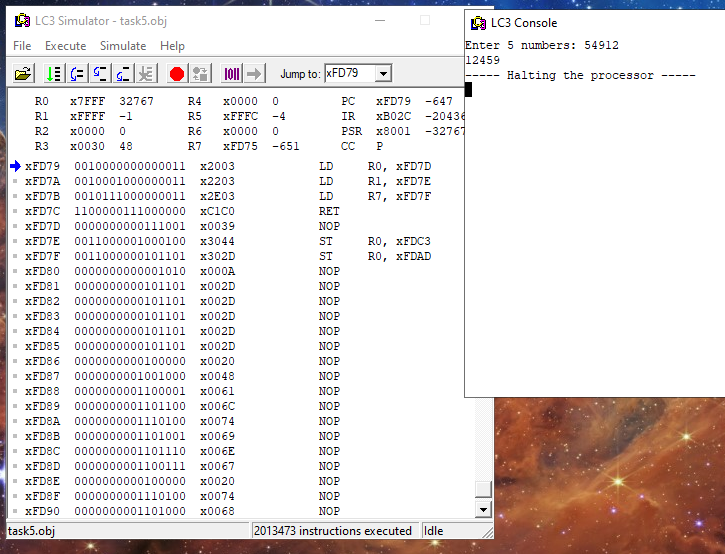 LC3 Simulator - task5.obj
File Execute Simulate Help
Jump to: xFD79
R0 x7FFF 32767 R4 x0000 0 PC xFD79 -647
R1 xFFFF -1 R5 xFFFC -4 IR xB02C -20436
R2 x0000 0 R6 x0000 0 PSR x8001 -32767
R3 x0030 48 R7 xFD75 -651 CC P
xFD79 0010000000000011 x2003 LD R0, xFD7D
xFD7A 0010001000000011 x2203 LD R1, xFD7E
xFD7B 0010111000000011 x2E03 LD R7, xFD7F
xFD7C 1100000111000000 xC1C0 RET
xFD7D 0000000000111001 x0039 NOP
xFD7E 0011000001000100 x3044 ST R0, xFDC3
xFD7F 0011000000101101 x302D ST R0, xFDAD
xFD80 0000000000001010 x000A NOP
xFD81 0000000000101101 x002D NOP
xFD82 0000000000101101 x002D NOP
xFD83 0000000000101101 x002D NOP
xFD84 0000000000101101 x002D NOP
xFD85 0000000000101101 x002D NOP
xFD86 0000000000100000 x0020 NOP
xFD87 0000000001001000 x0048 NOP
xFD88 0000000001100001 x0061 NOP
xFD89 0000000001101100 x006C NOP
xFD8A 0000000001110100 x0074 NOP
xFD8B 0000000001101001 x0069 NOP
xFD8C 0000000001101110 x006E NOP
xFD8D 0000000001100111 x0067 NOP
xFD8E 0000000000100000 x0020 NOP
xFD8F 0000000001110100 x0074 NOP
xFD90 0000000001101000 x0068 NOP
task5.obj 2013473 instructions executed Idle
LC3 Console
Enter 5 numbers: 54912
12459
----- Halting the processor -----